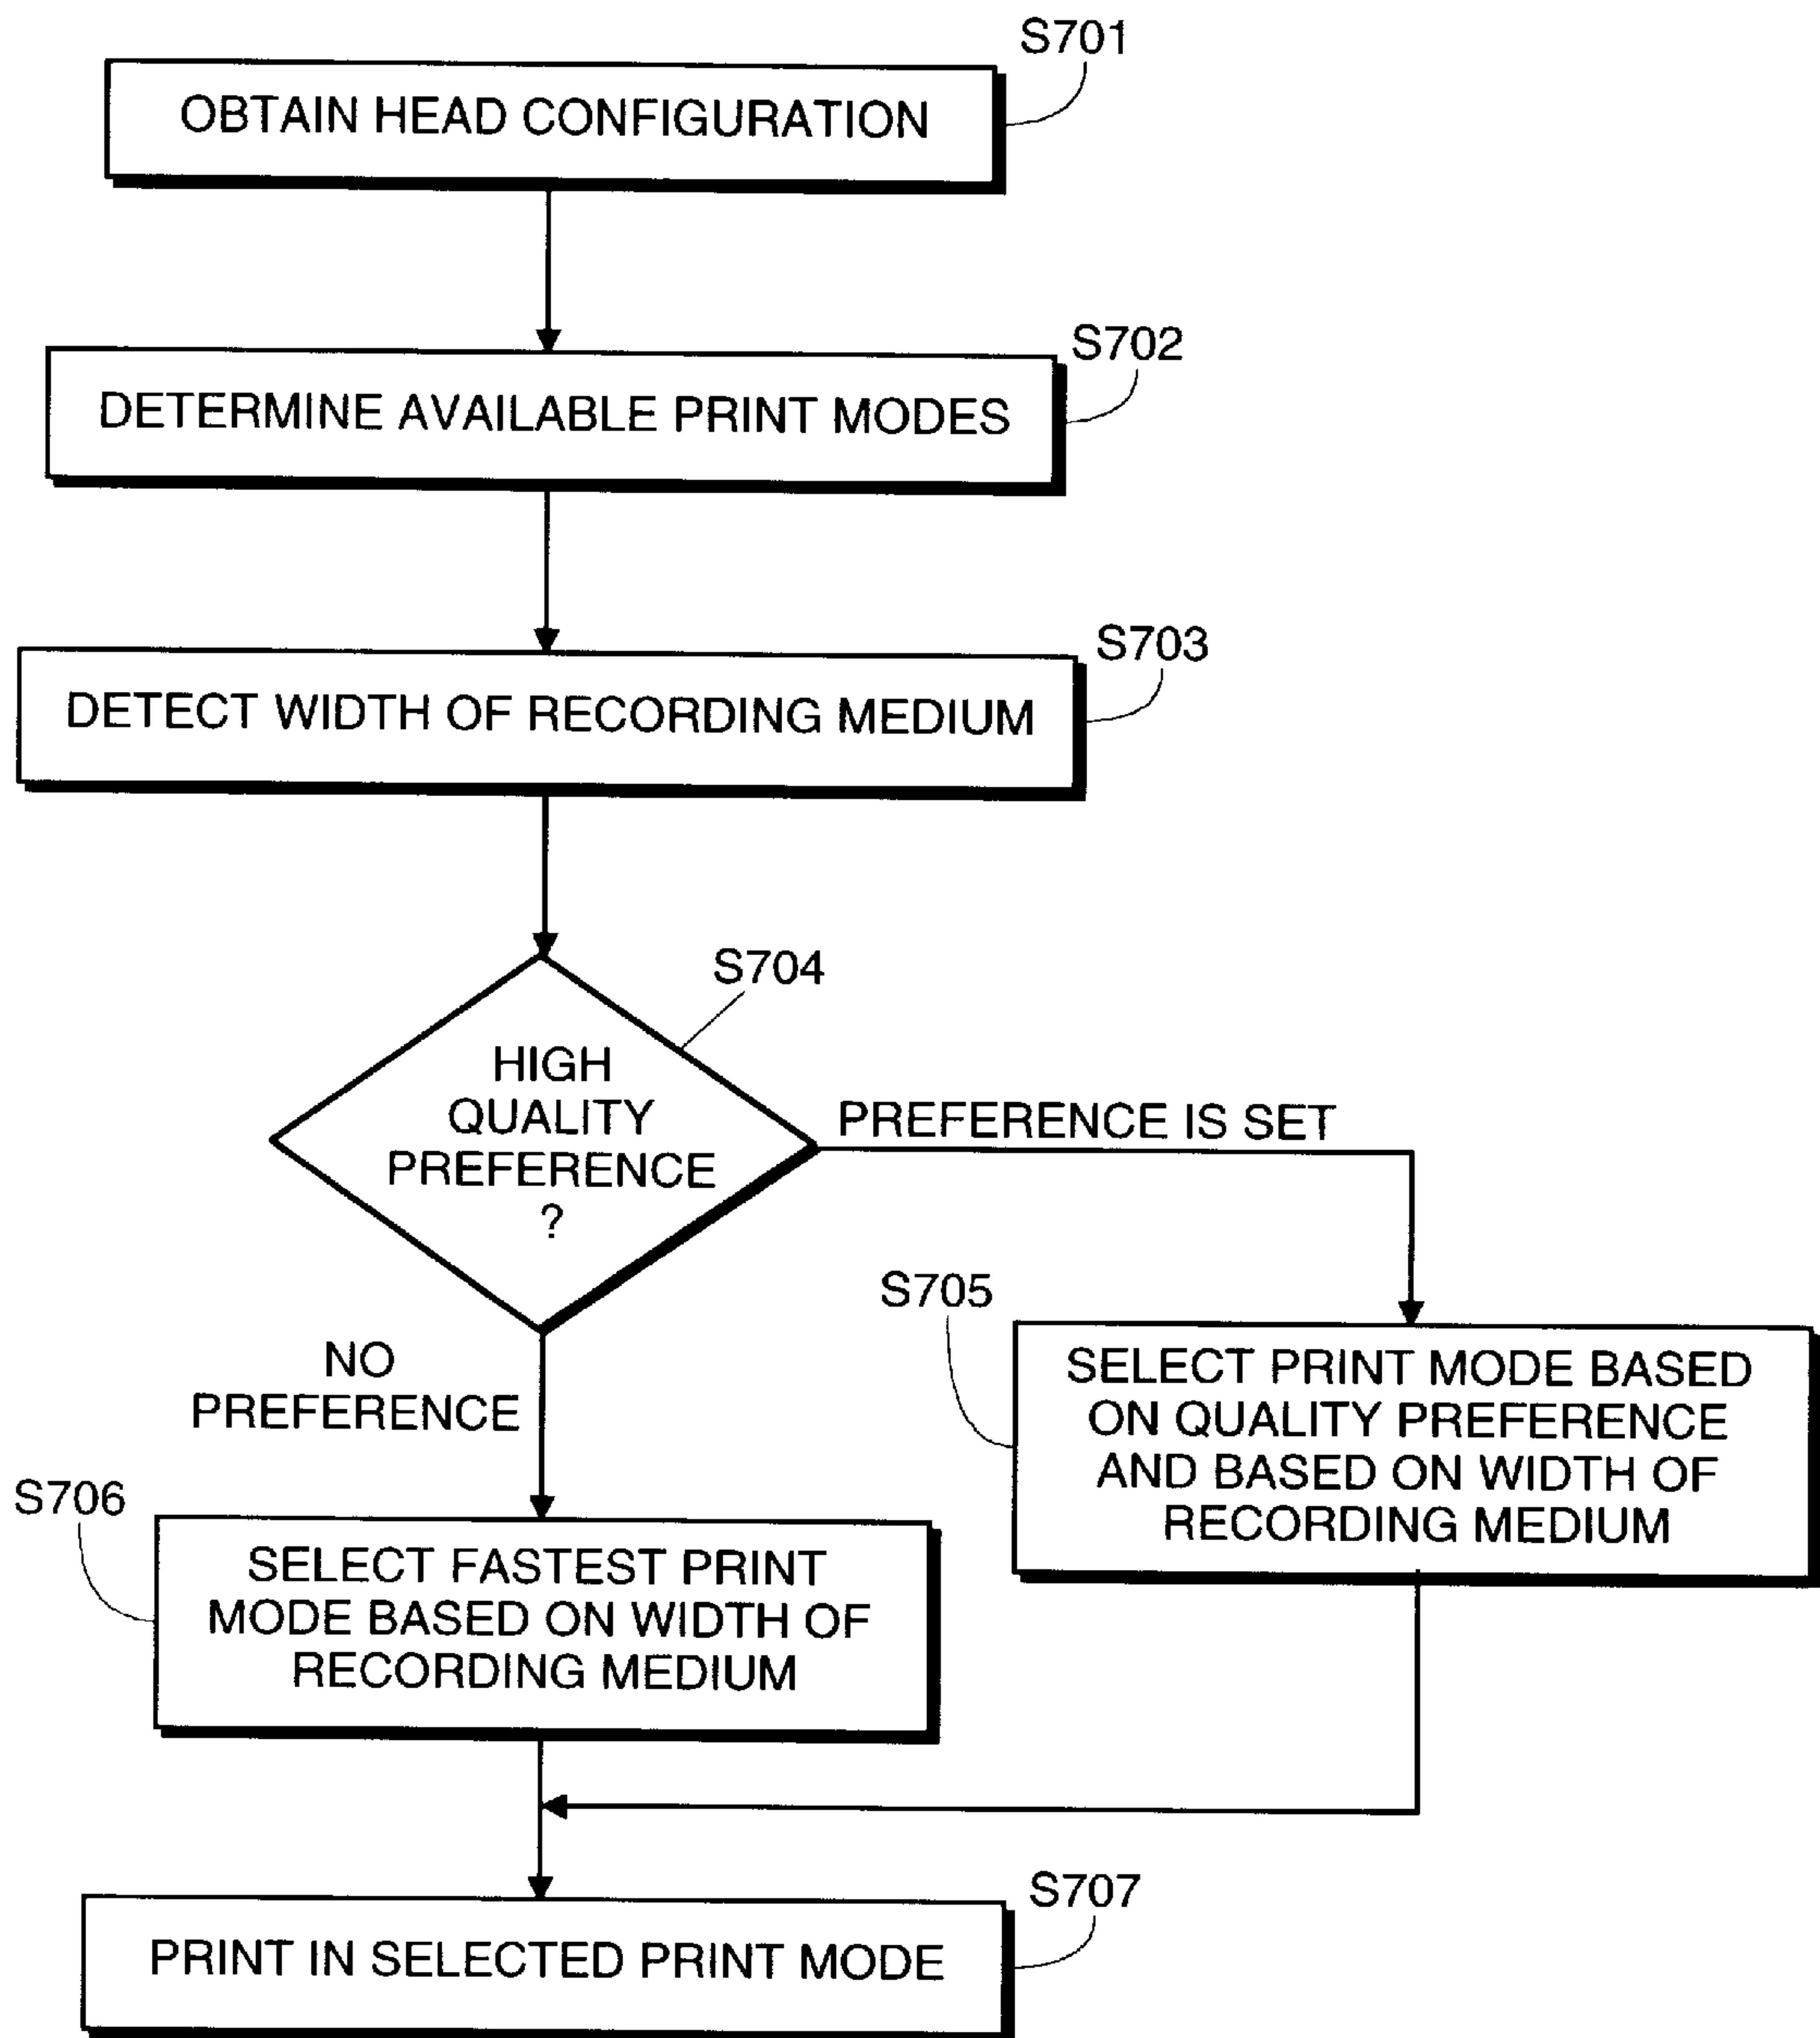 S701
OBTAIN HEAD CONFIGURATION
S702
DETERMINE AVAILABLE PRINT MODES
S703
DETECT WIDTH OF RECORDING MEDIUM
S704
HIGH
QUALITY
PREFERENCE
?
PREFERENCE IS SET
NO
PREFERENCE
S705
SELECT PRINT MODE BASED
ON QUALITY PREFERENCE
AND BASED ON WIDTH OF
RECORDING MEDIUM
S706
SELECT FASTEST PRINT
MODE BASED ON WIDTH OF
RECORDING MEDIUM
S707
PRINT IN SELECTED PRINT MODE